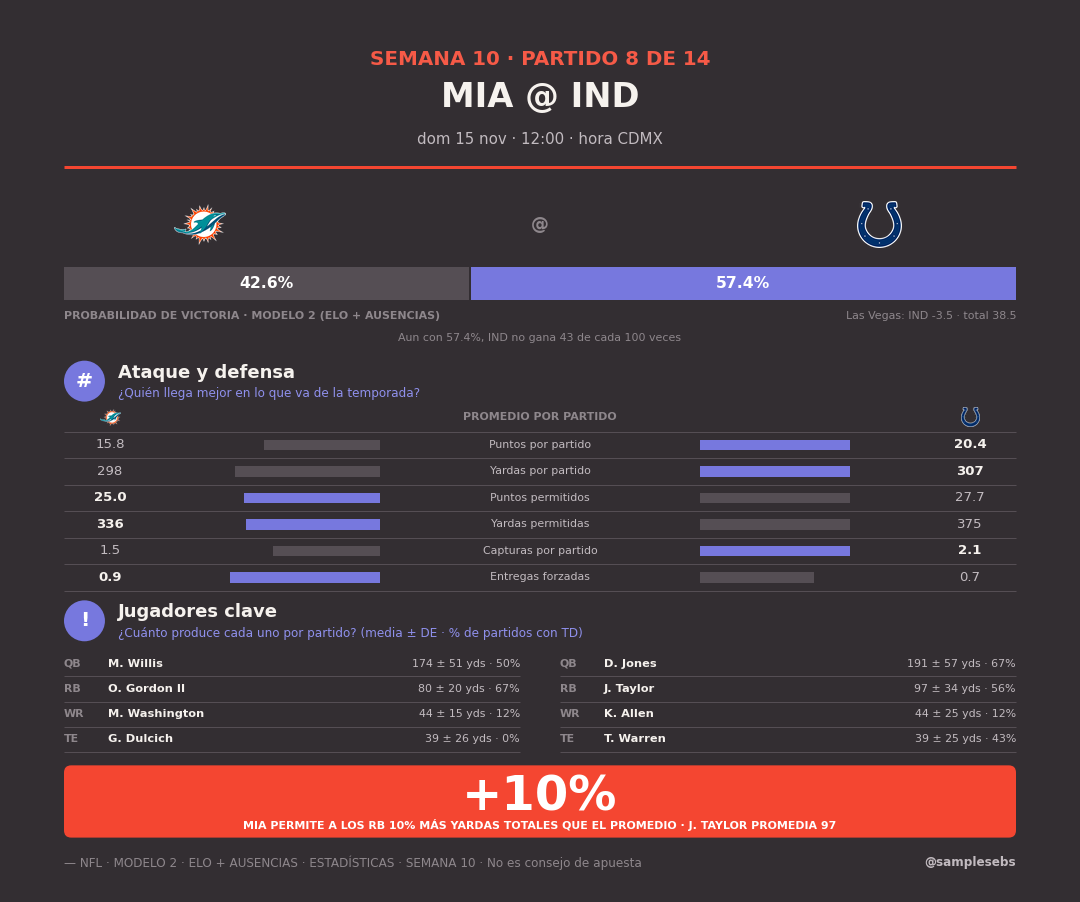 SEMANA 10 · PARTIDO 8 DE 14
MIA @ IND
dom 15 nov · 12:00 · hora CDMX
@
42.6% 57.4%
PROBABILIDAD DE VICTORIA · MODELO 2 (ELO + AUSENCIAS) Las Vegas: IND -3.5 · total 38.5
Aun con 57.4%, IND no gana 43 de cada 100 veces
# Ataque y defensa
¿Quién llega mejor en lo que va de la temporada?
PROMEDIO POR PARTIDO
15.8 Puntos por partido 20.4
298 Yardas por partido 307
25.0 Puntos permitidos 27.7
336 Yardas permitidas 375
1.5 Capturas por partido 2.1
0.9 Entregas forzadas 0.7
! Jugadores clave
¿Cuánto produce cada uno por partido? (media ± DE · % de partidos con TD)
QB M. Willis 174 ± 51 yds · 50% QB D. Jones 191 ± 57 yds · 67%
RB O. Gordon II 80 ± 20 yds · 67% RB J. Taylor 97 ± 34 yds · 56%
WR M. Washington 44 ± 15 yds · 12% WR K. Allen 44 ± 25 yds · 12%
TE G. Dulcich 39 ± 26 yds · 0% TE T. Warren 39 ± 25 yds · 43%
+10%
MIA PERMITE A LOS RB 10% MÁS YARDAS TOTALES QUE EL PROMEDIO · J. TAYLOR PROMEDIA 97
— NFL · MODELO 2 · ELO + AUSENCIAS · ESTADÍSTICAS · SEMANA 10 · No es consejo de apuesta @samplesebs